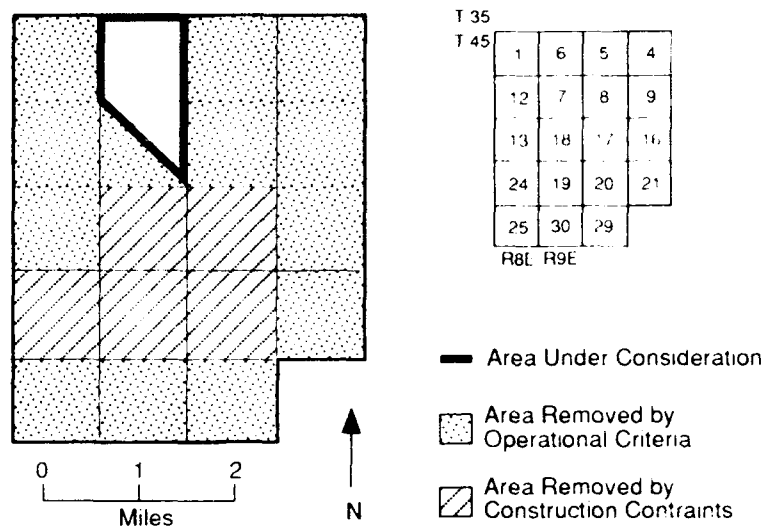 T 35
T 45
1 6 5 4
12 7 8 9
13 18 17 16
24 19 20 21
25 30 29
R8E R9E
Area Under Consideration
Area Removed by
Operational Criteria
Area Removed by
Construction Contraints
0 1 2
Miles
N